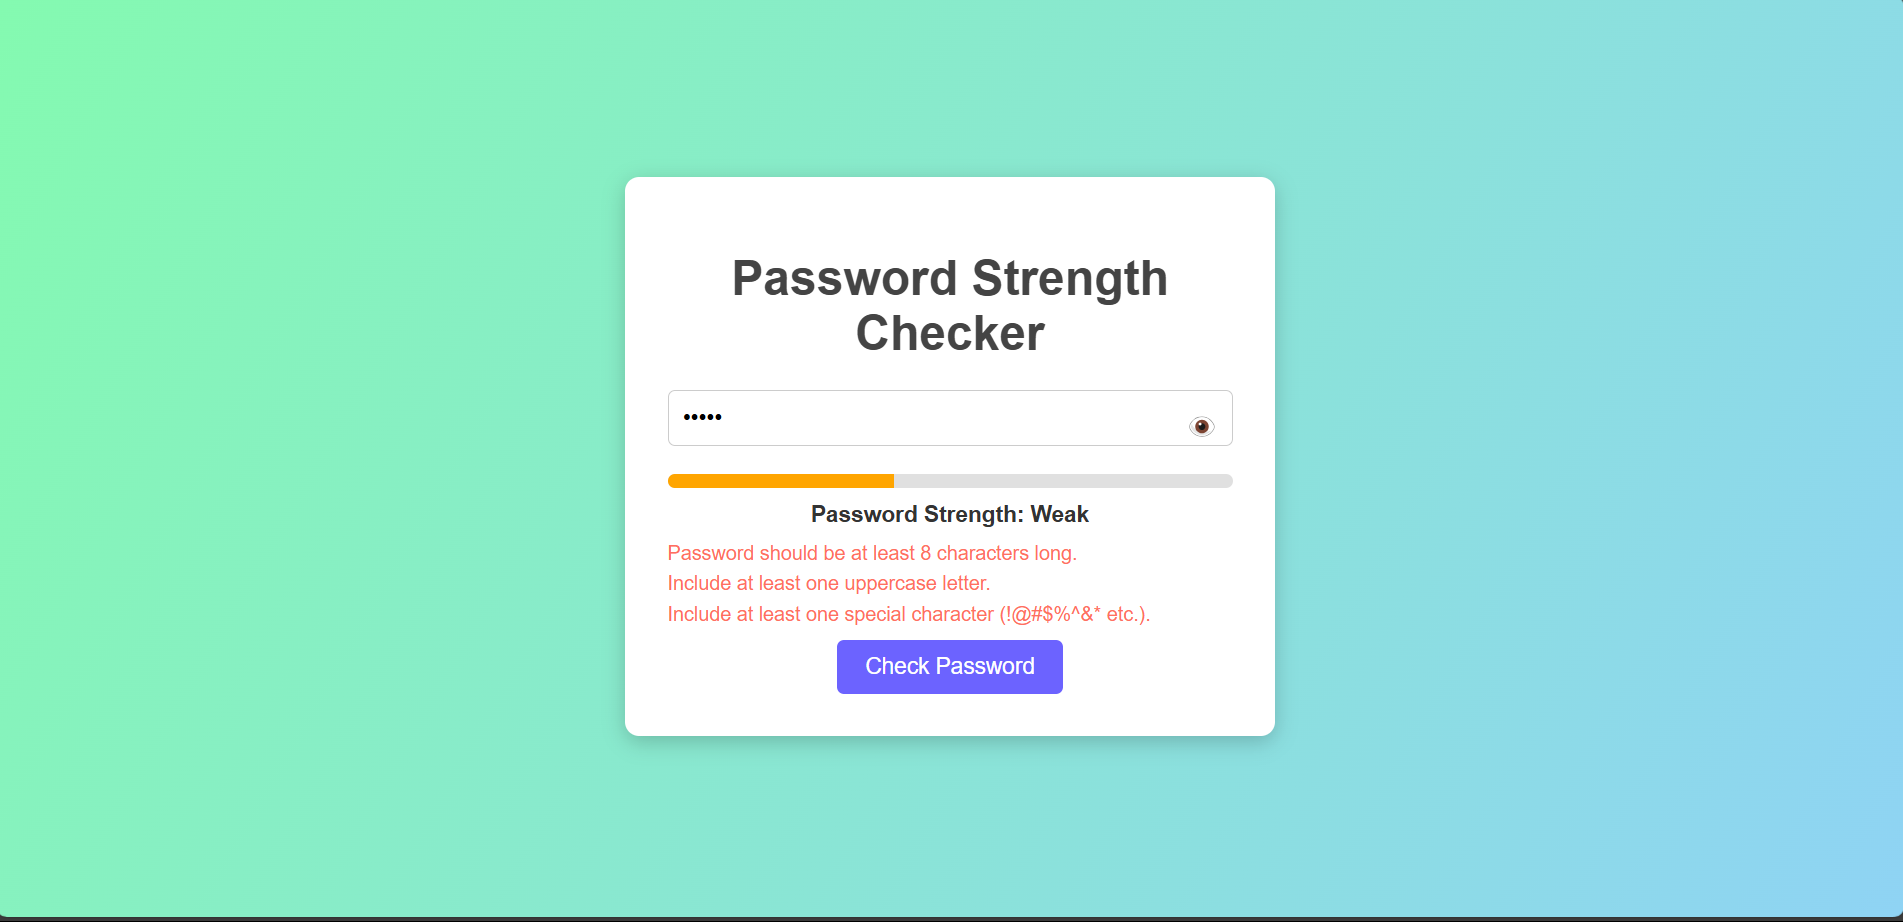 Password Strength
Checker
•••••
Password Strength: Weak
Password should be at least 8 characters long.
Include at least one uppercase letter.
Include at least one special character (!@#$%^&* etc.).
Check Password